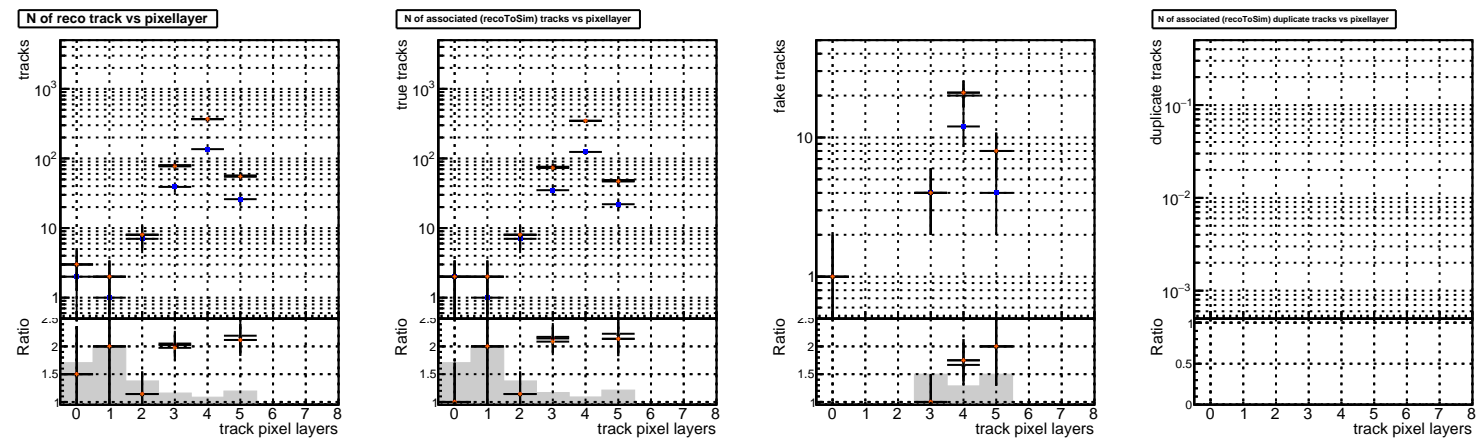 N of reco track vs pixellayer
tracks
10³
10²
10
1
Ratio
2.5
2
1.5
1
0 1 2 3 4 5 6 7 8
track pixel layers
N of associated (recoToSim) tracks vs pixellayer
true tracks
10³
10²
10
1
Ratio
2.5
2
1.5
1
0 1 2 3 4 5 6 7 8
track pixel layers
fake tracks
10
1
Ratio
2.5
2
1.5
1
0 1 2 3 4 5 6 7 8
track pixel layers
N of associated (recoToSim) duplicate tracks vs pixellayer
duplicate tracks
10⁻¹
10⁻²
10⁻³
Ratio
1
0.5
0
0 1 2 3 4 5 6 7 8
track pixel layers